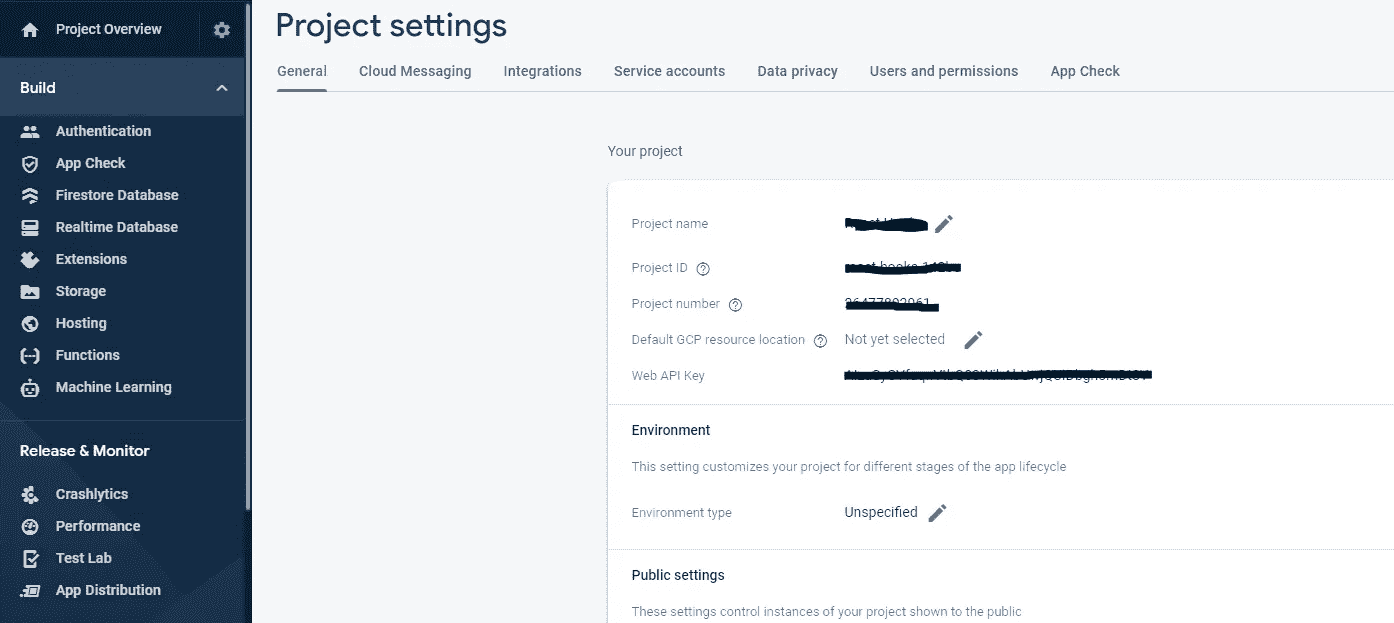 Project Overview
Build
Authentication
App Check
Firestore Database
Realtime Database
Extensions
Storage
Hosting
Functions
Machine Learning
Release & Monitor
Crashlytics
Performance
Test Lab
App Distribution
Project settings
General Cloud Messaging Integrations Service accounts Data privacy Users and permissions App Check
Your project
Project name
Project ID
Project number
Default GCP resource location Not yet selected
Web API Key
Environment
This setting customizes your project for different stages of the app lifecycle
Environment type Unspecified
Public settings
These settings control instances of your project shown to the public